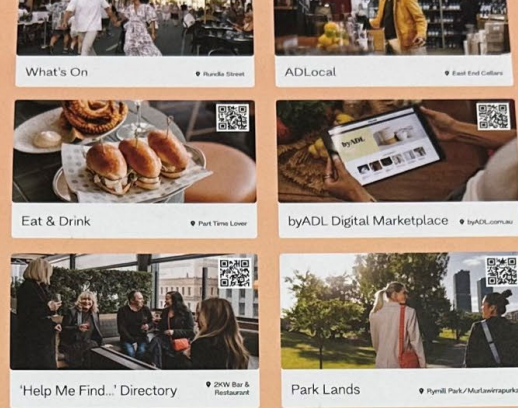 What's On
Rundle Street
ADLocal
East End Cellars
byADL
Eat & Drink
Part Time Lover
byADL Digital Marketplace
byADL.com.au
'Help Me Find...' Directory
2KW Bar &
Restaurant
Park Lands
Rymill Park/Murlawirrapurka